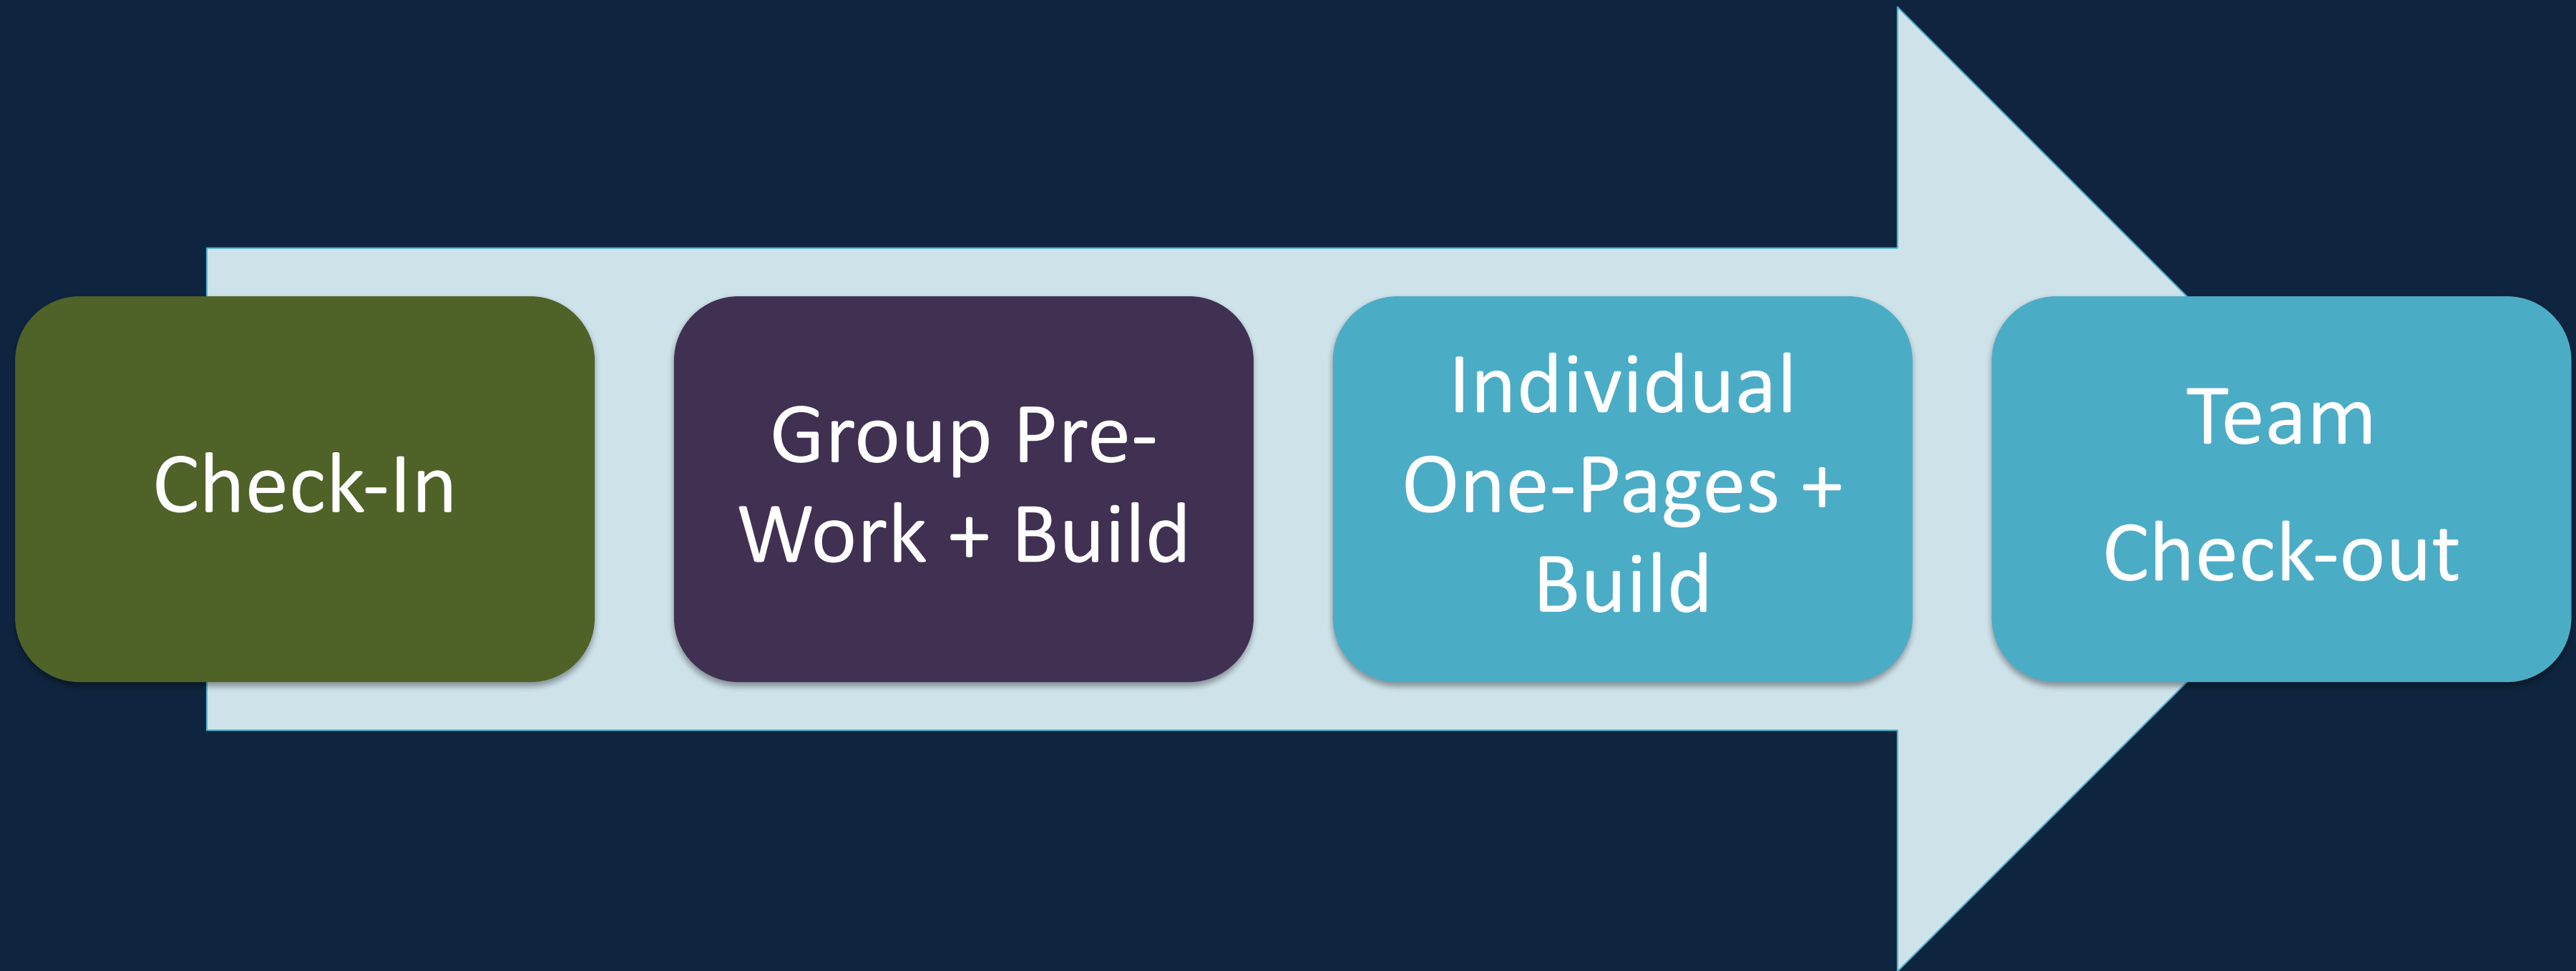 Check-In
Group Pre-
Work + Build
Individual
One-Pages +
Build
Team
Check-out